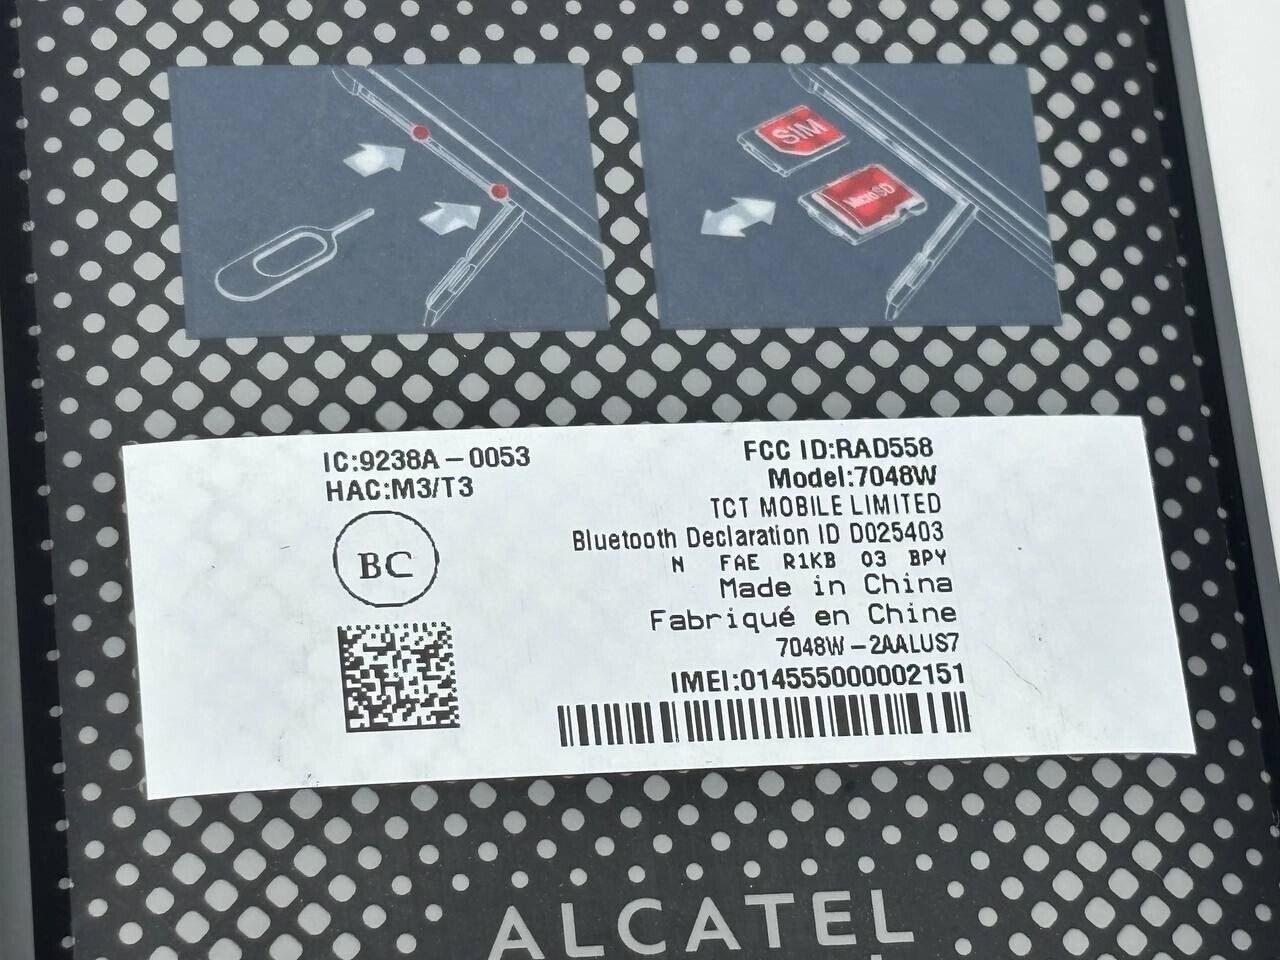 SIM
MicroSD
IC:9238A-0053
HAC:M3/T3
BC
FCC ID:RAD558
Model:7048W
TCT MOBILE LIMITED
Bluetooth Declaration ID D025403
N FAE R1KB 03 BPY
Made in China
Fabriqué en Chine
7048W-2AALUS7
IMEI:014555000002151
ALCATEL